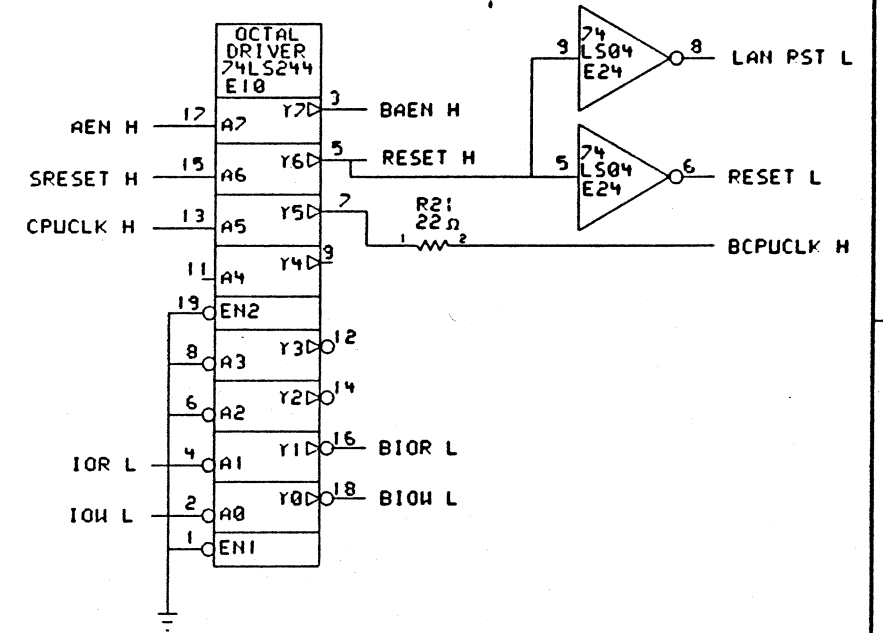 OCTAL
DRIVER
74LS244
E10
AEN H 17 A7 Y7 3 BAEN H
SRESET H 15 A6 Y6 5 RESET H
CPUCLK H 13 A5 Y5 7
11 A4 Y4 9
19 EN2
8 A3 Y3 12
6 A2 Y2 14
IOR L 4 A1 Y1 16 BIOR L
IOW L 2 A0 Y0 18 BIOW L
1 EN1
R21
22 Ω
1 2 BCPUCLK H
74
9 LS04 8 LAN RST L
E24
74
5 LS04 6 RESET L
E24